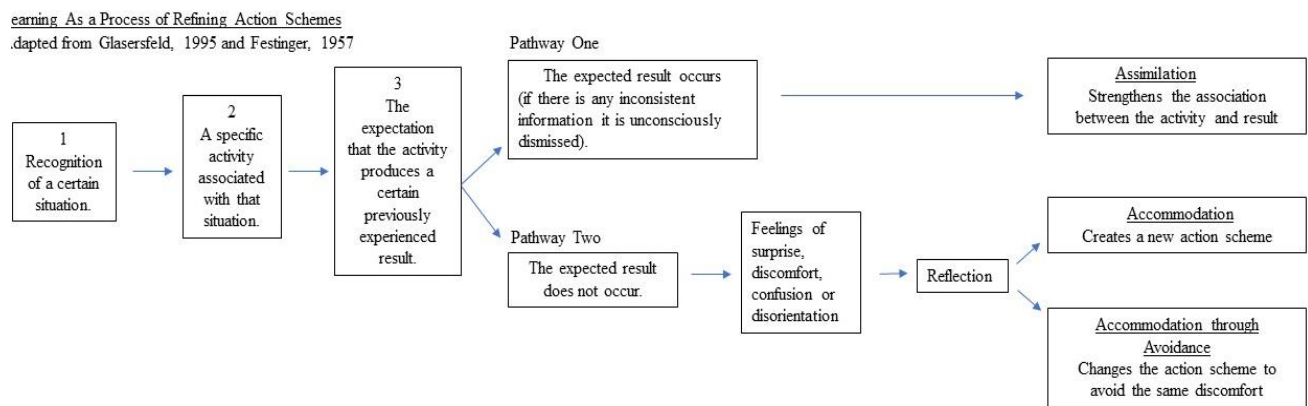 earning As a Process of Refining Action Schemes
dapted from Glasersfeld, 1995 and Festinger, 1957
1
Recognition
of a certain
situation.
2
A specific
activity
associated
with that
situation.
3
The
expectation
that the activity
produces a
certain
previously
experienced
result.
Pathway One
The expected result occurs
(if there is any inconsistent
information it is unconsciously
dismissed).
Assimilation
Strengthens the association
between the activity and result
Pathway Two
The expected result
does not occur.
Feelings of
surprise,
discomfort,
confusion or
disorientation
Reflection
Accommodation
Creates a new action scheme
Accommodation through
Avoidance
Changes the action scheme to
avoid the same discomfort